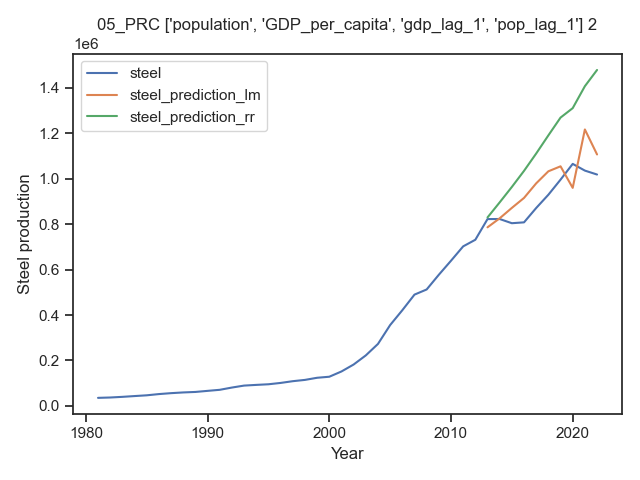 05_PRC ['population', 'GDP_per_capita', 'gdp_lag_1', 'pop_lag_1'] 2
1e6
steel
steel_prediction_lm
steel_prediction_rr
1.4
1.2
1.0
0.8
0.6
0.4
0.2
0.0
Steel production
1980
1990
2000
2010
2020
Year